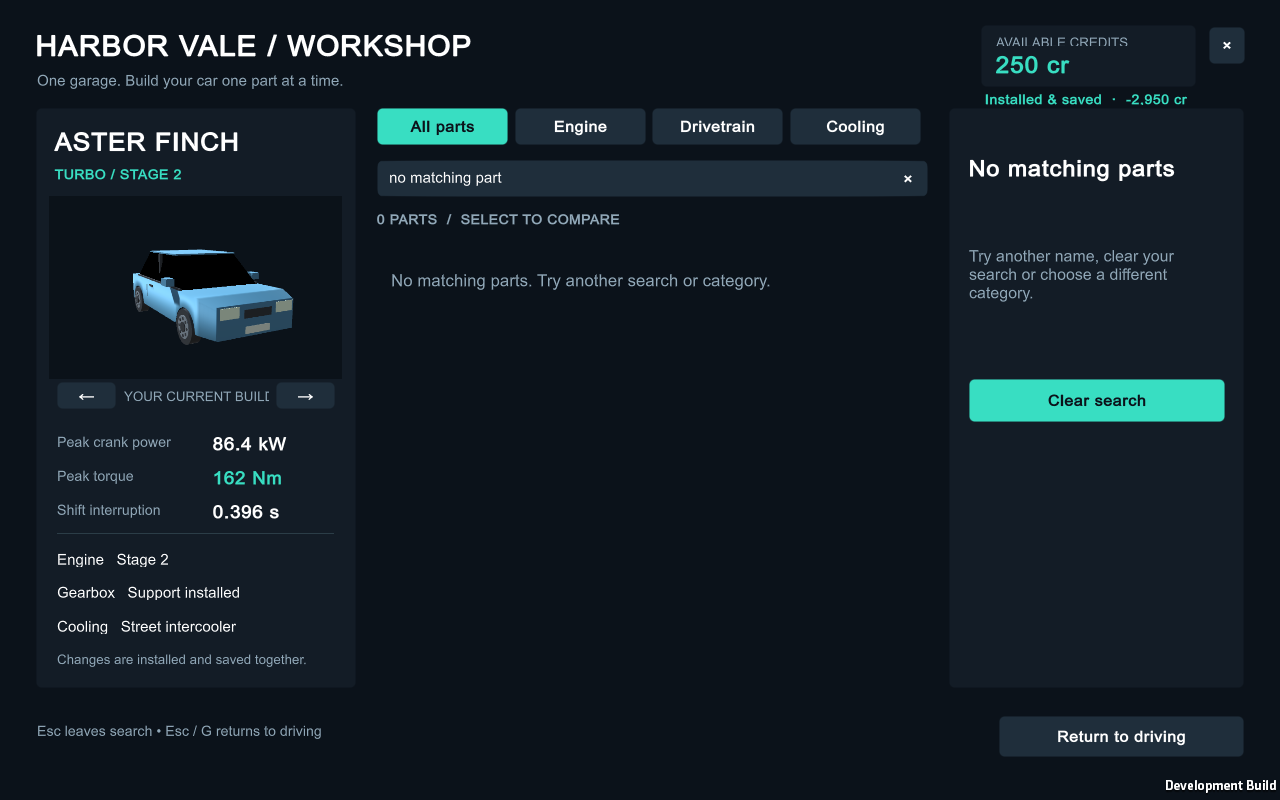 HARBOR VALE / WORKSHOP
One garage. Build your car one part at a time.
AVAILABLE CREDITS
250 cr
×
Installed & saved · -2,950 cr
ASTER FINCH
TURBO / STAGE 2
← YOUR CURRENT BUILD →
Peak crank power 86.4 kW
Peak torque 162 Nm
Shift interruption 0.396 s
Engine Stage 2
Gearbox Support installed
Cooling Street intercooler
Changes are installed and saved together.
All parts Engine Drivetrain Cooling
no matching part ×
0 PARTS / SELECT TO COMPARE
No matching parts. Try another search or category.
No matching parts
Try another name, clear your
search or choose a different
category.
Clear search
Esc leaves search • Esc / G returns to driving
Return to driving
Development Build